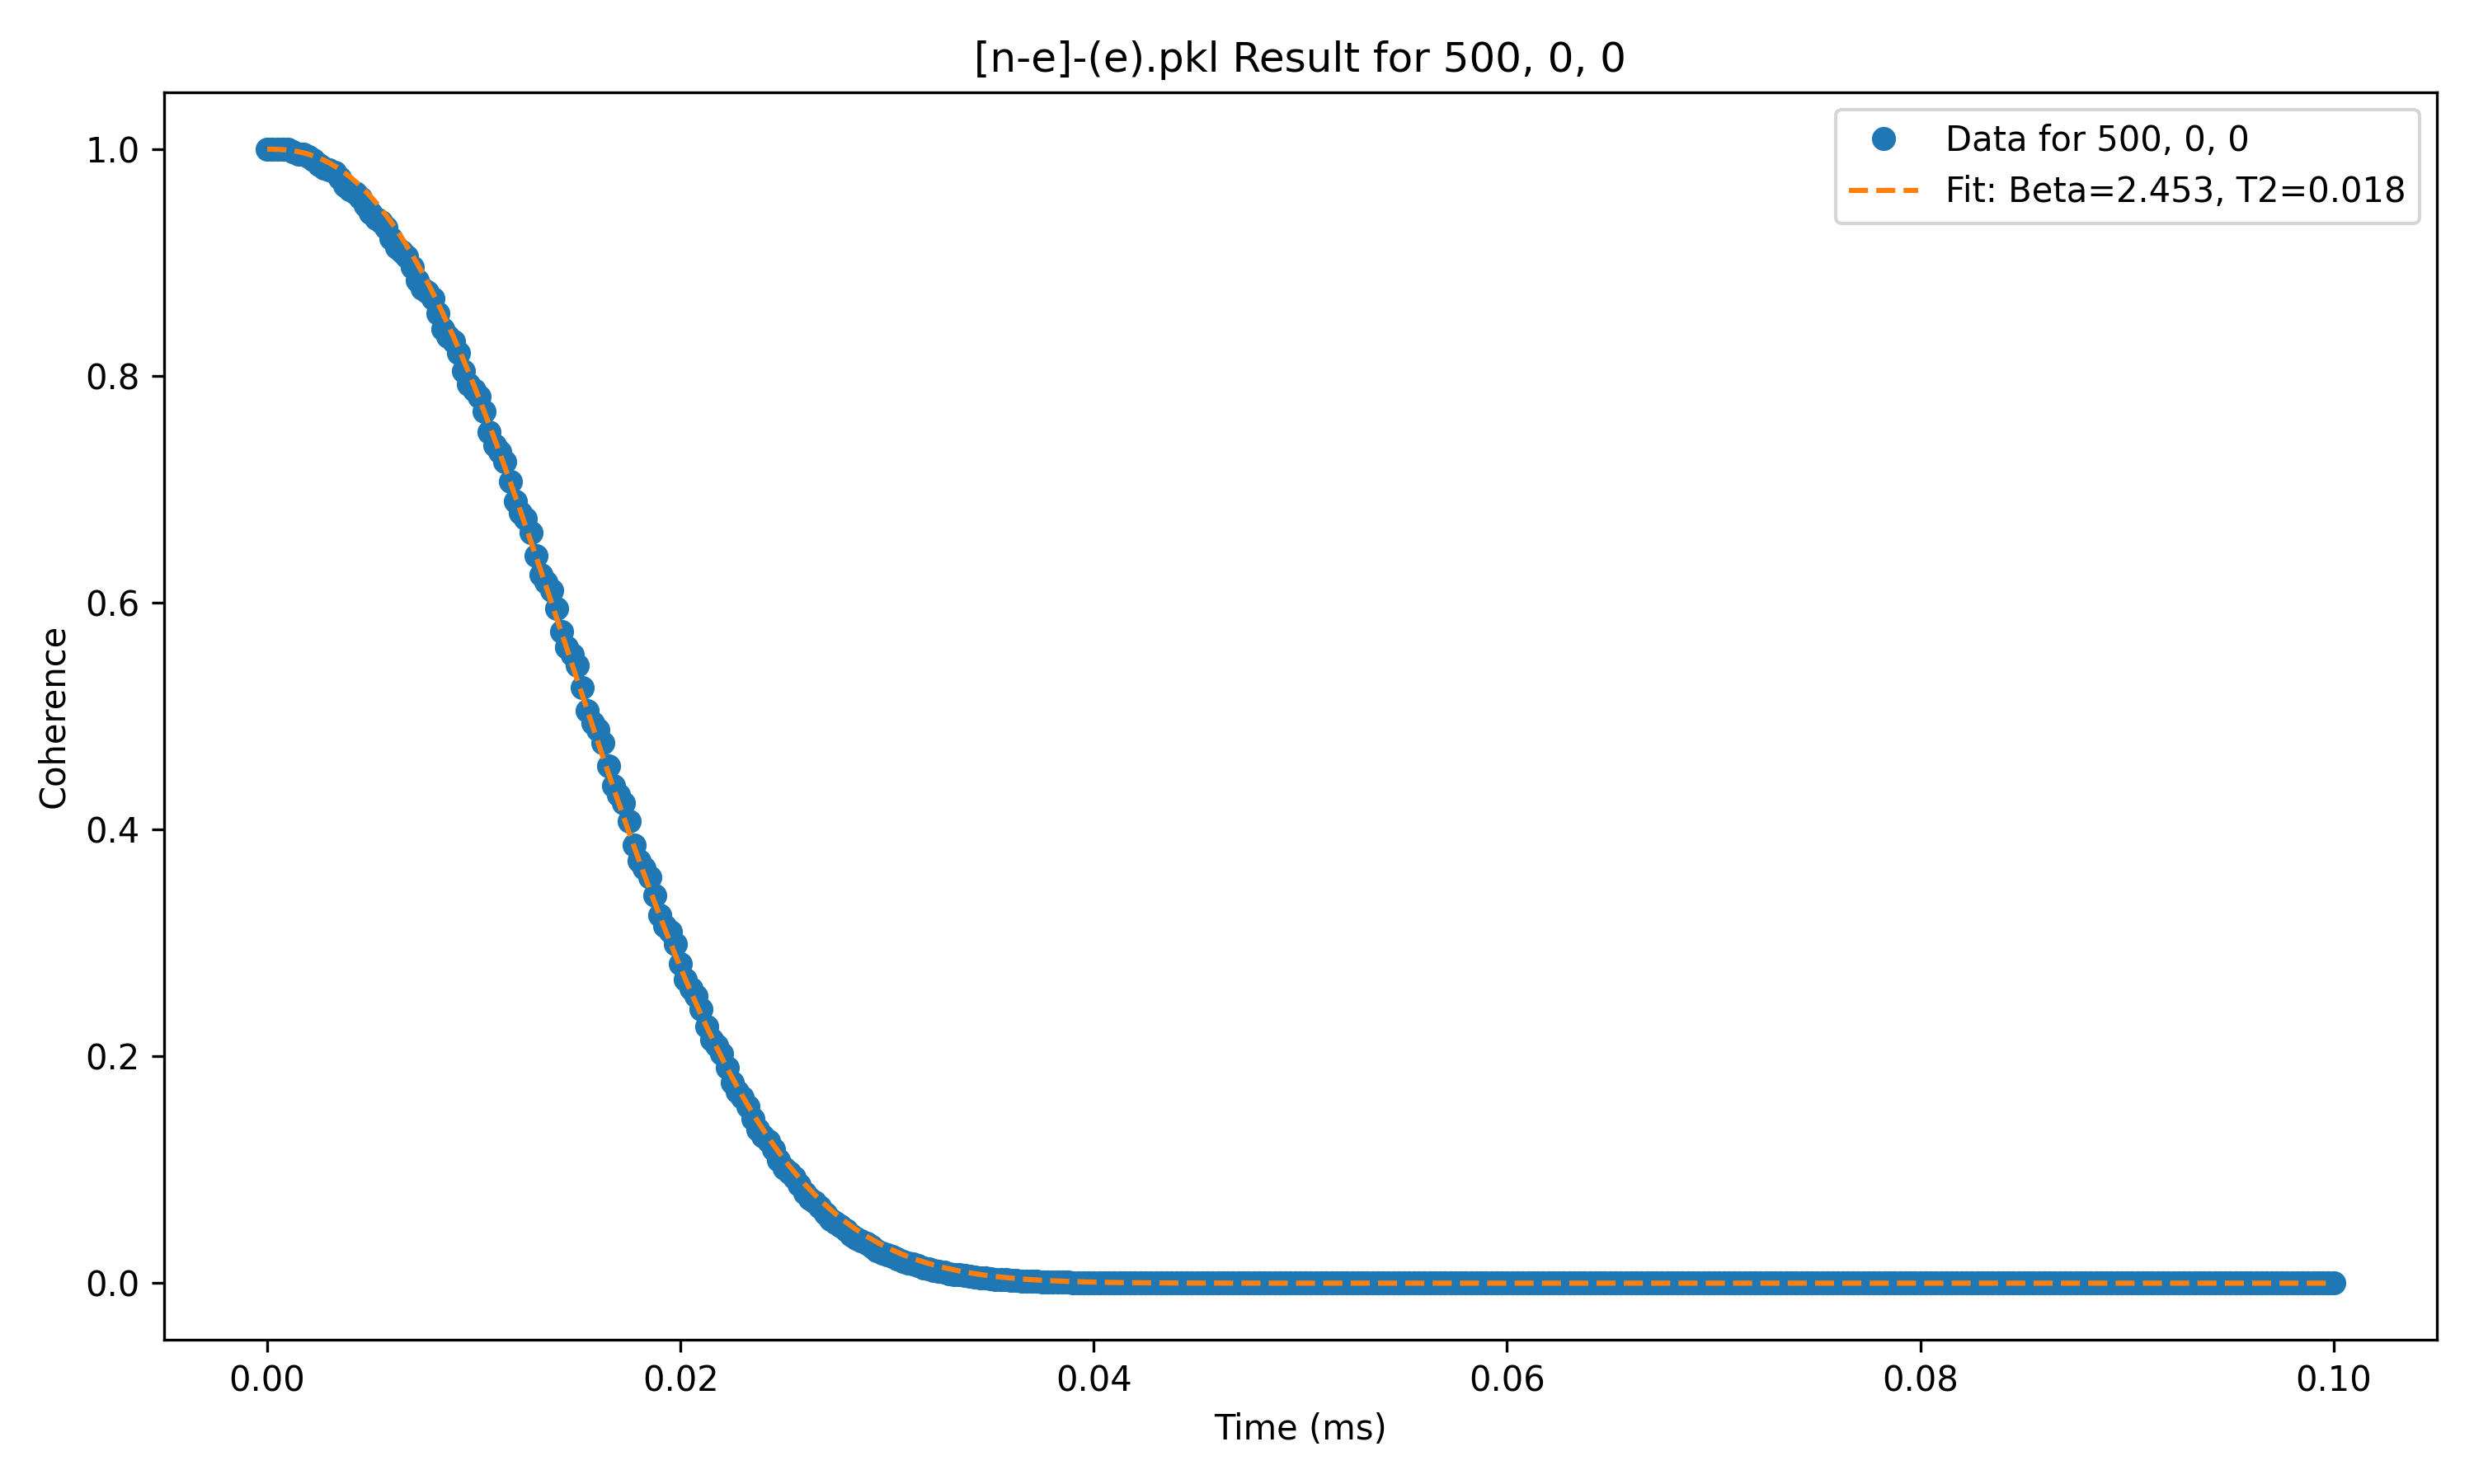 [n-e]-(e).pkl Result for 500, 0, 0
Data for 500, 0, 0
Fit: Beta=2.453, T2=0.018
Coherence
1.0
0.8
0.6
0.4
0.2
0.0
0.00 0.02 0.04 0.06 0.08 0.10
Time (ms)